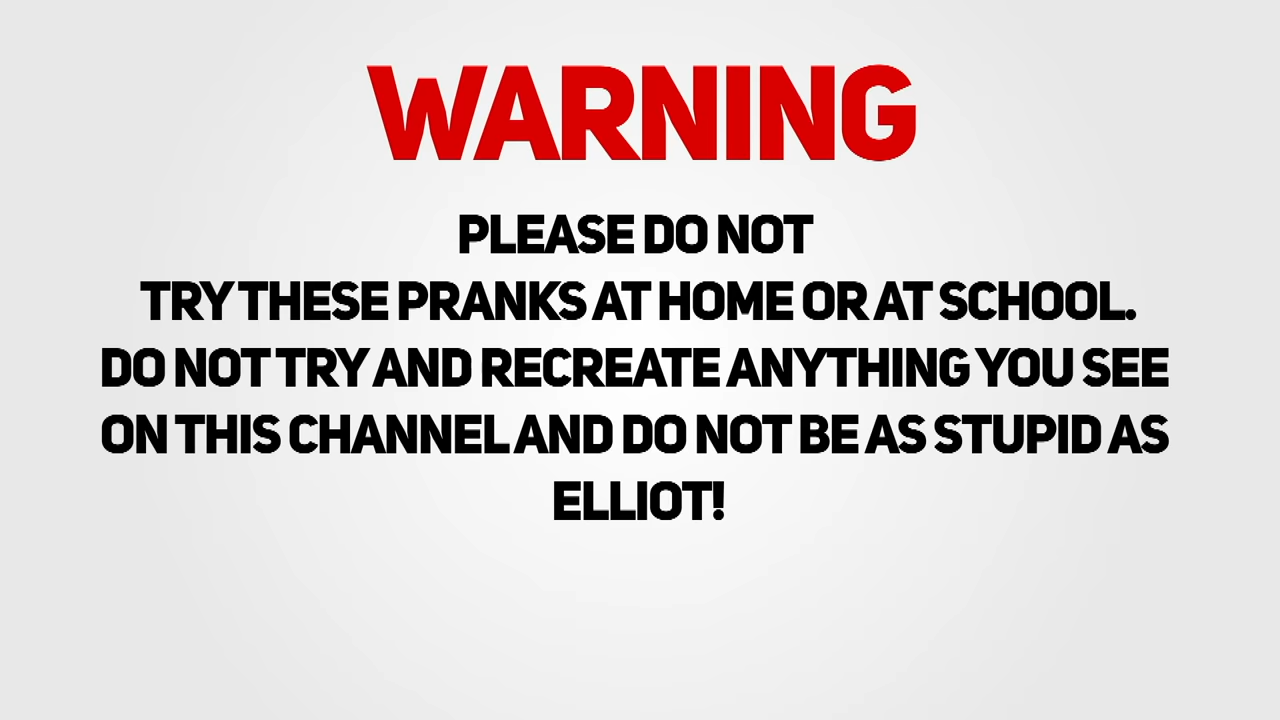 WARNING
PLEASE DO NOT
TRY THESE PRANKS AT HOME OR AT SCHOOL.
DO NOT TRY AND RECREATE ANYTHING YOU SEE
ON THIS CHANNEL AND DO NOT BE AS STUPID AS
ELLIOT!